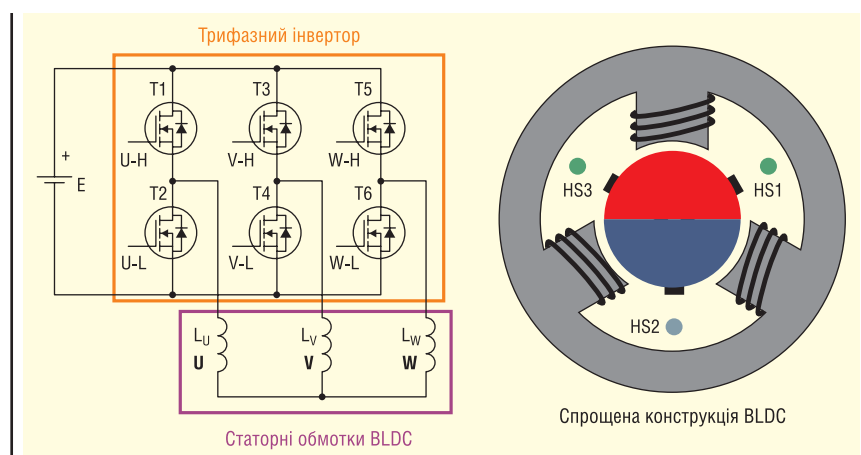 Трифазний інвертор
T1 T3 T5
U-H V-H W-H
+
E
T2 T4 T6
U-L V-L W-L
LU LV LW
U V W
Статорні обмотки BLDC
HS3 HS1
HS2
Спрощена конструкція BLDC